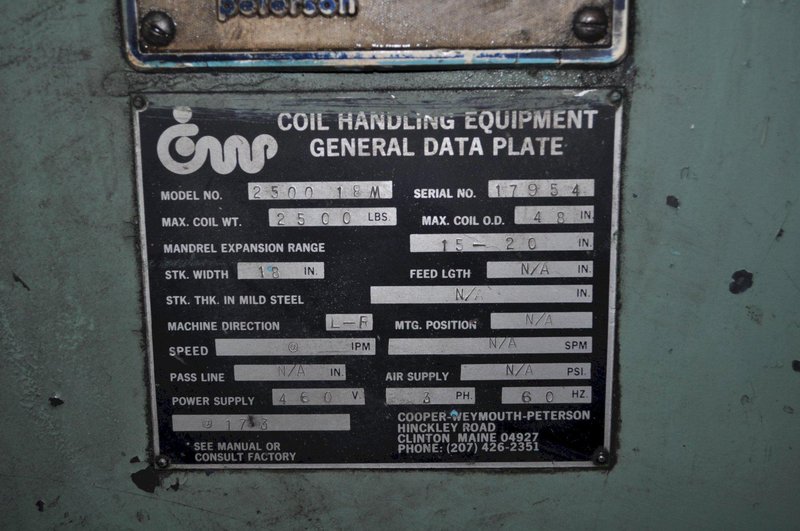 peterson
COIL HANDLING EQUIPMENT
GENERAL DATA PLATE
MODEL NO. 2500 18M SERIAL NO. 17954
MAX. COIL WT. 2500 LBS MAX. COIL O.D. 48 IN.
MANDREL EXPANSION RANGE 15-20 IN.
STK. WIDTH 18 IN. FEED LGTH N/A IN.
STK. THK. IN MILD STEEL N/A IN.
MACHINE DIRECTION L-R MTG. POSITION N/A
SPEED @ IPM N/A SPM
PASS LINE N/A IN. AIR SUPPLY N/A PSI.
POWER SUPPLY 460 V. 3 PH. 60 HZ.
SEE MANUAL OR
CONSULT FACTORY
COOPER-WEYMOUTH-PETERSON
HINCKLEY ROAD
CLINTON MAINE 04927
PHONE: (207) 426-2351